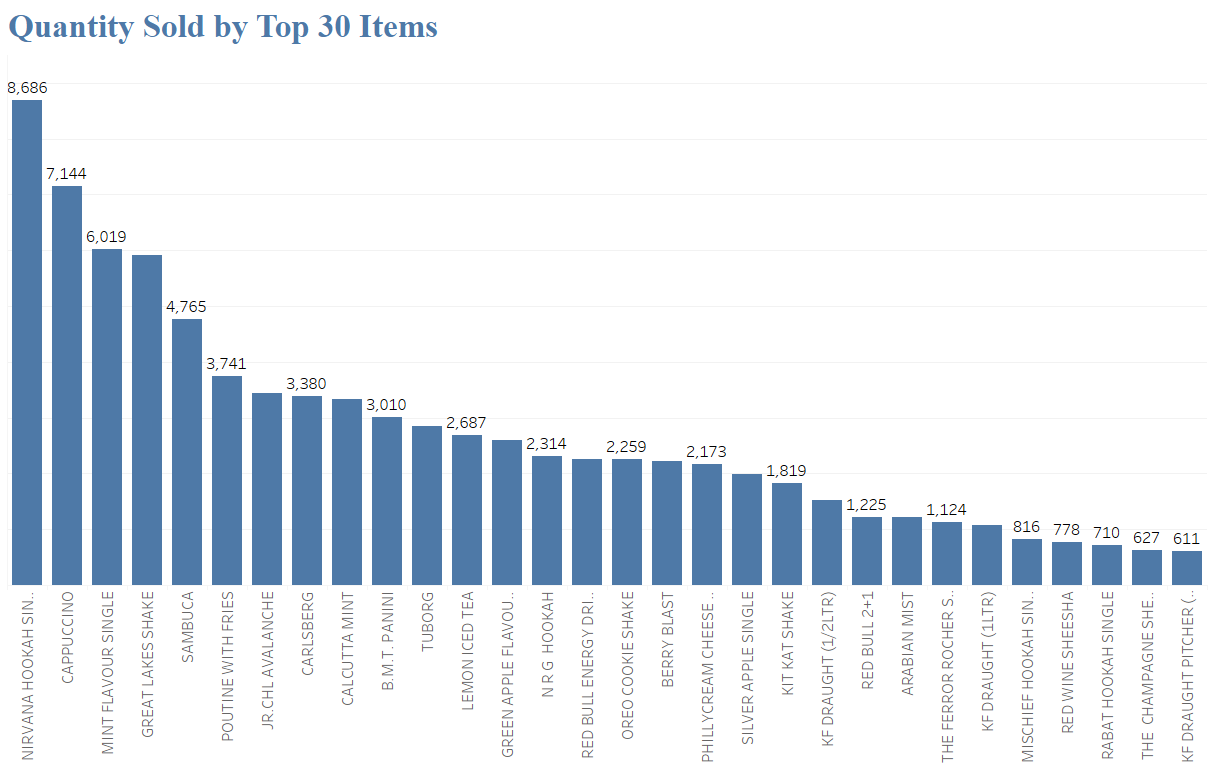 Quantity Sold by Top 30 Items
8,686
7,144
6,019
4,765
3,741
3,380
3,010
2,687
2,314
2,259
2,173
1,819
1,225
1,124
816
778
710
627
611
NIRVANA HOOKAH SIN..
CAPPUCCINO
MINT FLAVOUR SINGLE
GREAT LAKES SHAKE
SAMBUCA
POUTINE WITH FRIES
JR.CHL AVALANCHE
CARLSBERG
CALCUTTA MINT
B.M.T. PANINI
TUBORG
LEMON ICED TEA
GREEN APPLE FLAVOU..
N R G HOOKAH
RED BULL ENERGY DRI..
OREO COOKIE SHAKE
BERRY BLAST
PHILLYCREAM CHEESE ..
SILVER APPLE SINGLE
KIT KAT SHAKE
KF DRAUGHT (1/2LTR)
RED BULL 2+1
ARABIAN MIST
THE FERROR ROCHER S..
KF DRAUGHT (1LTR)
MISCHIEF HOOKAH SIN..
RED WINE SHEESHA
RABAT HOOKAH SINGLE
THE CHAMPAGNE SHE..
KF DRAUGHT PITCHER (..